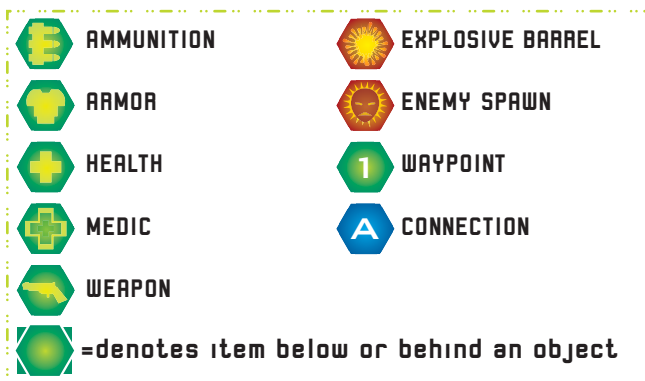 AMMUNITION
ARMOR
HEALTH
MEDIC
WEAPON
EXPLOSIVE BARREL
ENEMY SPAWN
1 WAYPOINT
A CONNECTION
=denotes item below or behind an object